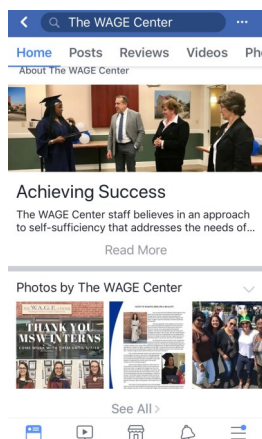 The WAGE Center
Home Posts Reviews Videos Pho
About The WAGE Center
Achieving Success
The WAGE Center staff believes in an approach
to self-sufficiency that addresses the needs of...
Read More
Photos by The WAGE Center
THANK YOU
MSW INTERNS
See All